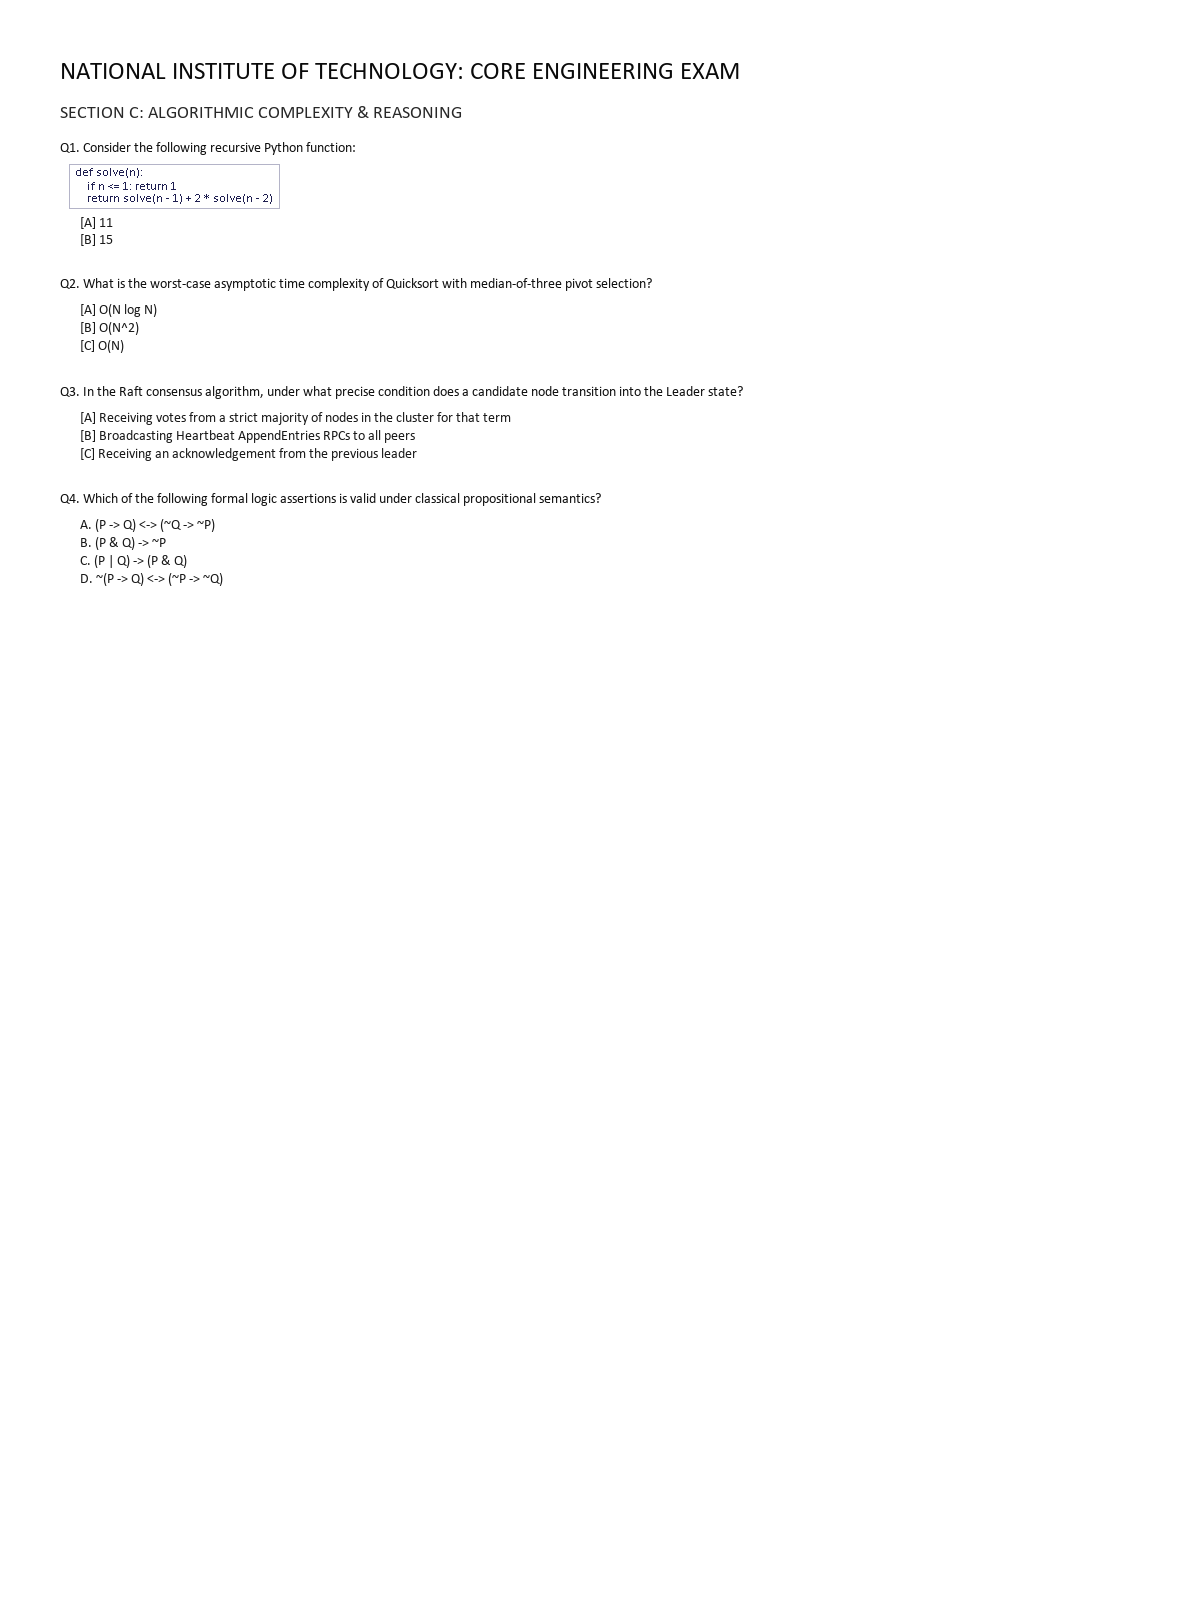 NATIONAL INSTITUTE OF TECHNOLOGY: CORE ENGINEERING EXAM
SECTION C: ALGORITHMIC COMPLEXITY & REASONING
Q1. Consider the following recursive Python function:
def solve(n):
if n <= 1: return 1
return solve(n - 1) + 2 * solve(n - 2)
[A] 11
[B] 15
Q2. What is the worst-case asymptotic time complexity of Quicksort with median-of-three pivot selection?
[A] O(N log N)
[B] O(N^2)
[C] O(N)
Q3. In the Raft consensus algorithm, under what precise condition does a candidate node transition into the Leader state?
[A] Receiving votes from a strict majority of nodes in the cluster for that term
[B] Broadcasting Heartbeat AppendEntries RPCs to all peers
[C] Receiving an acknowledgement from the previous leader
Q4. Which of the following formal logic assertions is valid under classical propositional semantics?
A. (P -> Q) <-> (~Q -> ~P)
B. (P & Q) -> ~P
C. (P | Q) -> (P & Q)
D. ~(P -> Q) <-> (~P -> ~Q)